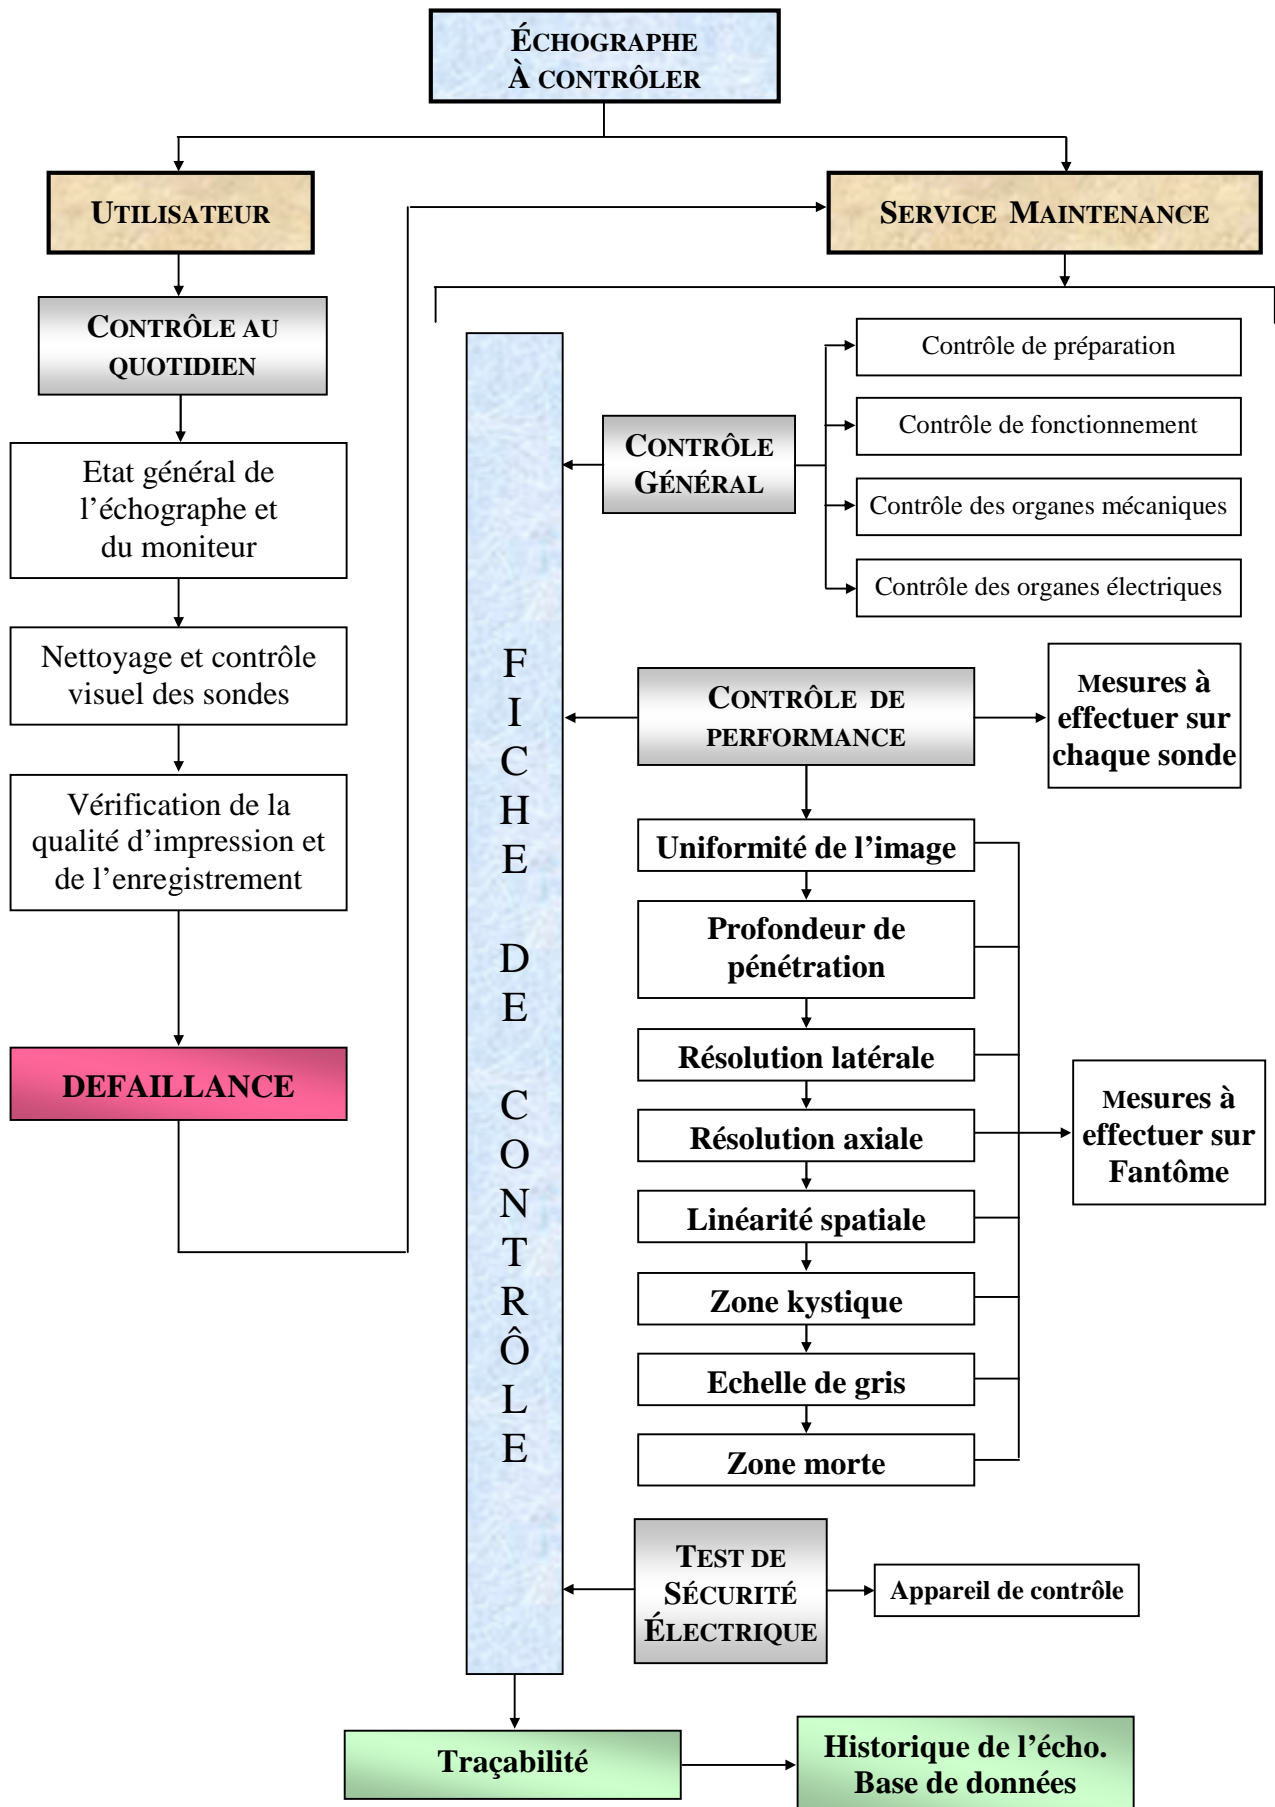 ÉCHOGRAPHE
À CONTRÔLER
UTILISATEUR
SERVICE MAINTENANCE
CONTRÔLE AU
QUOTIDIEN
Etat général de
l’échographe et
du moniteur
Nettoyage et contrôle
visuel des sondes
Vérification de la
qualité d’impression et
de l’enregistrement
DEFAILLANCE
FICHE DE CONTRÔLE
CONTRÔLE
GÉNÉRAL
Contrôle de préparation
Contrôle de fonctionnement
Contrôle des organes mécaniques
Contrôle des organes électriques
CONTRÔLE DE
PERFORMANCE
Mesures à
effectuer sur
chaque sonde
Uniformité de l’image
Profondeur de
pénétration
Résolution latérale
Résolution axiale
Linéarité spatiale
Zone kystique
Echelle de gris
Zone morte
Mesures à
effectuer sur
Fantôme
TEST DE
SÉCURITÉ
ÉLECTRIQUE
Appareil de contrôle
Traçabilité
Historique de l’écho.
Base de données